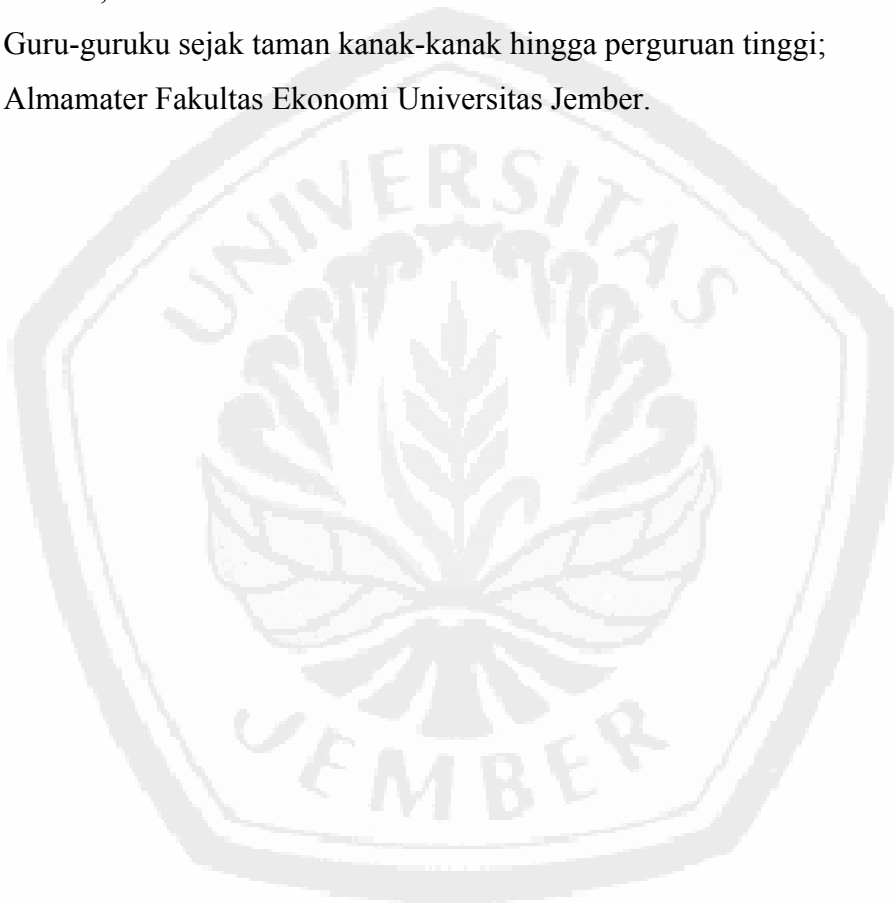 Guru-guruku sejak taman kanak-kanak hingga perguruan tinggi;
Almamater Fakultas Ekonomi Universitas Jember.
UNIVERSITAS
JEMBER